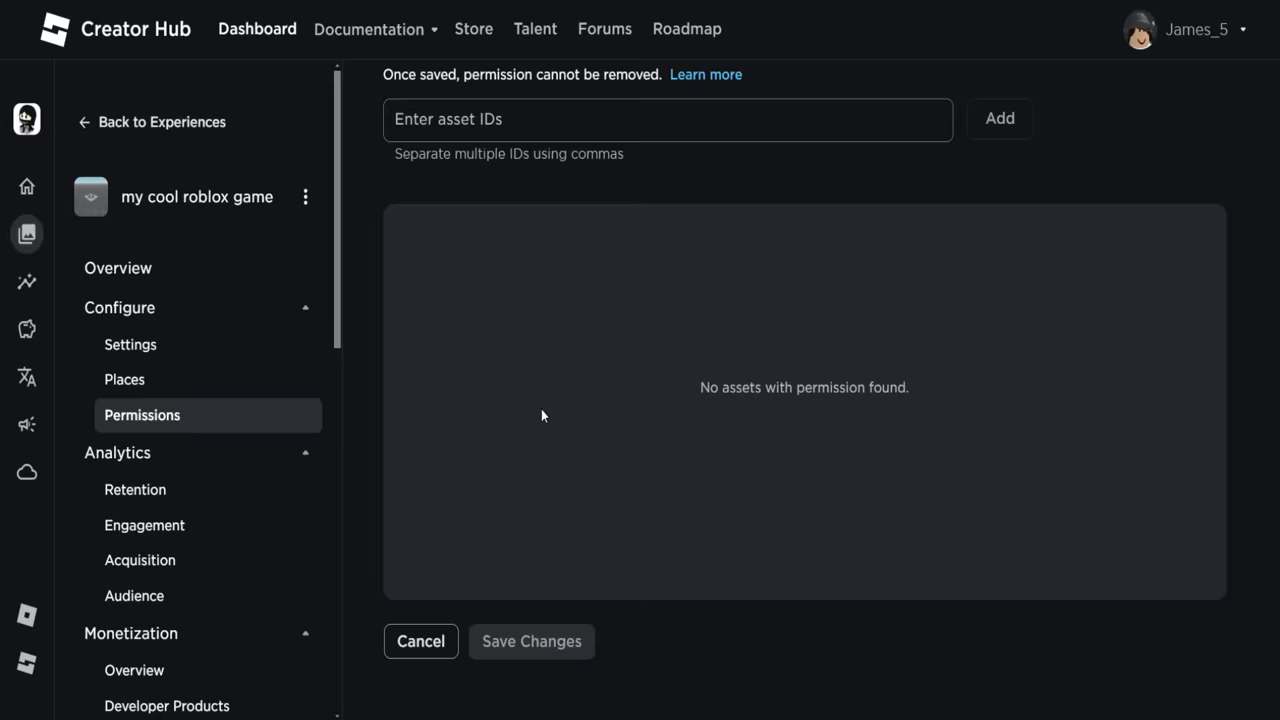 Creator Hub
Dashboard
Documentation
Store
Talent
Forums
Roadmap
James_5
Back to Experiences
my cool roblox game
Overview
Configure
Settings
Places
Permissions
Analytics
Retention
Engagement
Acquisition
Audience
Monetization
Overview
Developer Products
Once saved, permission cannot be removed. Learn more
Enter asset IDs
Add
Separate multiple IDs using commas
No assets with permission found.
Cancel
Save Changes